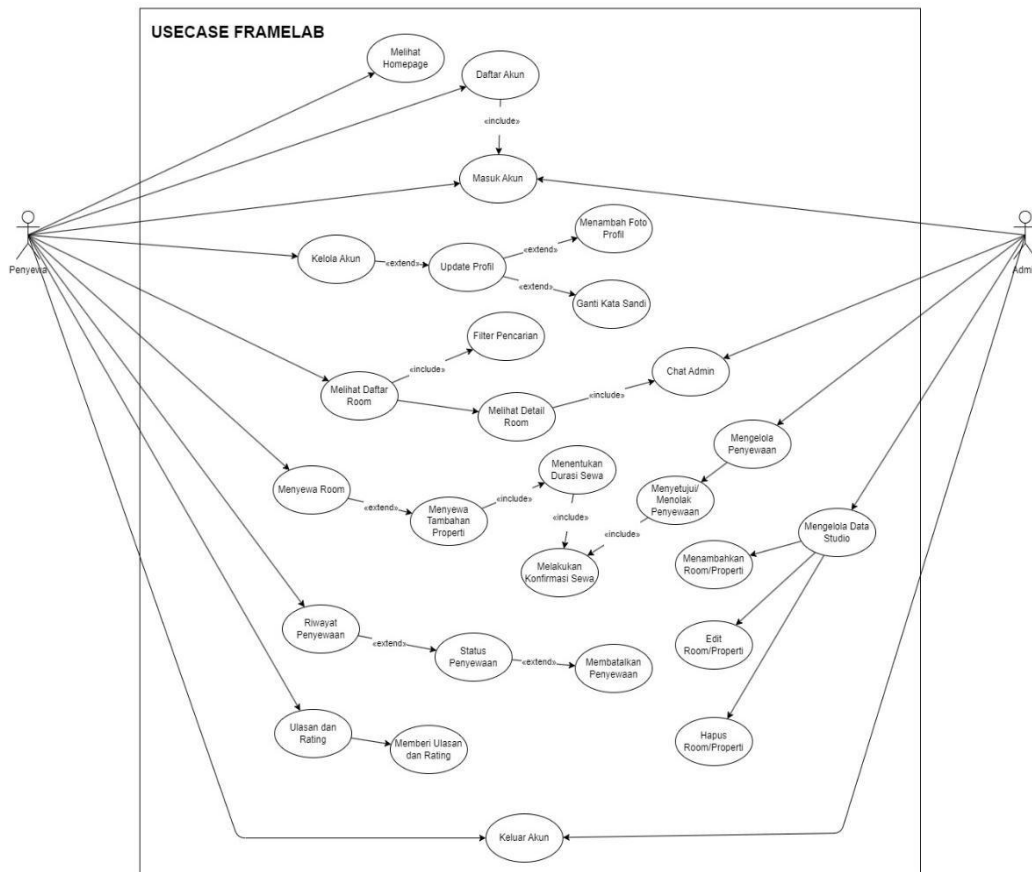 USECASE FRAMELAB
Melihat
Homepage
Daftar Akun
«include»
Masuk Akun
Penyewa
Admi
Kelola Akun
«extend»
Update Profil
«extend»
Menambah Foto
Profil
«extend»
Ganti Kata Sandi
Filter Pencarian
«include»
Melihat Daftar
Room
Melihat Detail
Room
«include»
Chat Admin
Mengelola
Penyewaan
Menyewa Room
«extend»
Menyewa
Tambahan
Properti
«include»
Menentukan
Durasi Sewa
«include»
Menyetujui/
Menolak
Penyewaan
«include»
Melakukan
Konfirmasi Sewa
Mengelola Data
Studio
Menambahkan
Room/Properti
Edit
Room/Properti
Hapus
Room/Properti
Riwayat
Penyewaan
«extend»
Status
Penyewaan
«extend»
Membatalkan
Penyewaan
Ulasan dan
Rating
Memberi Ulasan
dan Rating
Keluar Akun